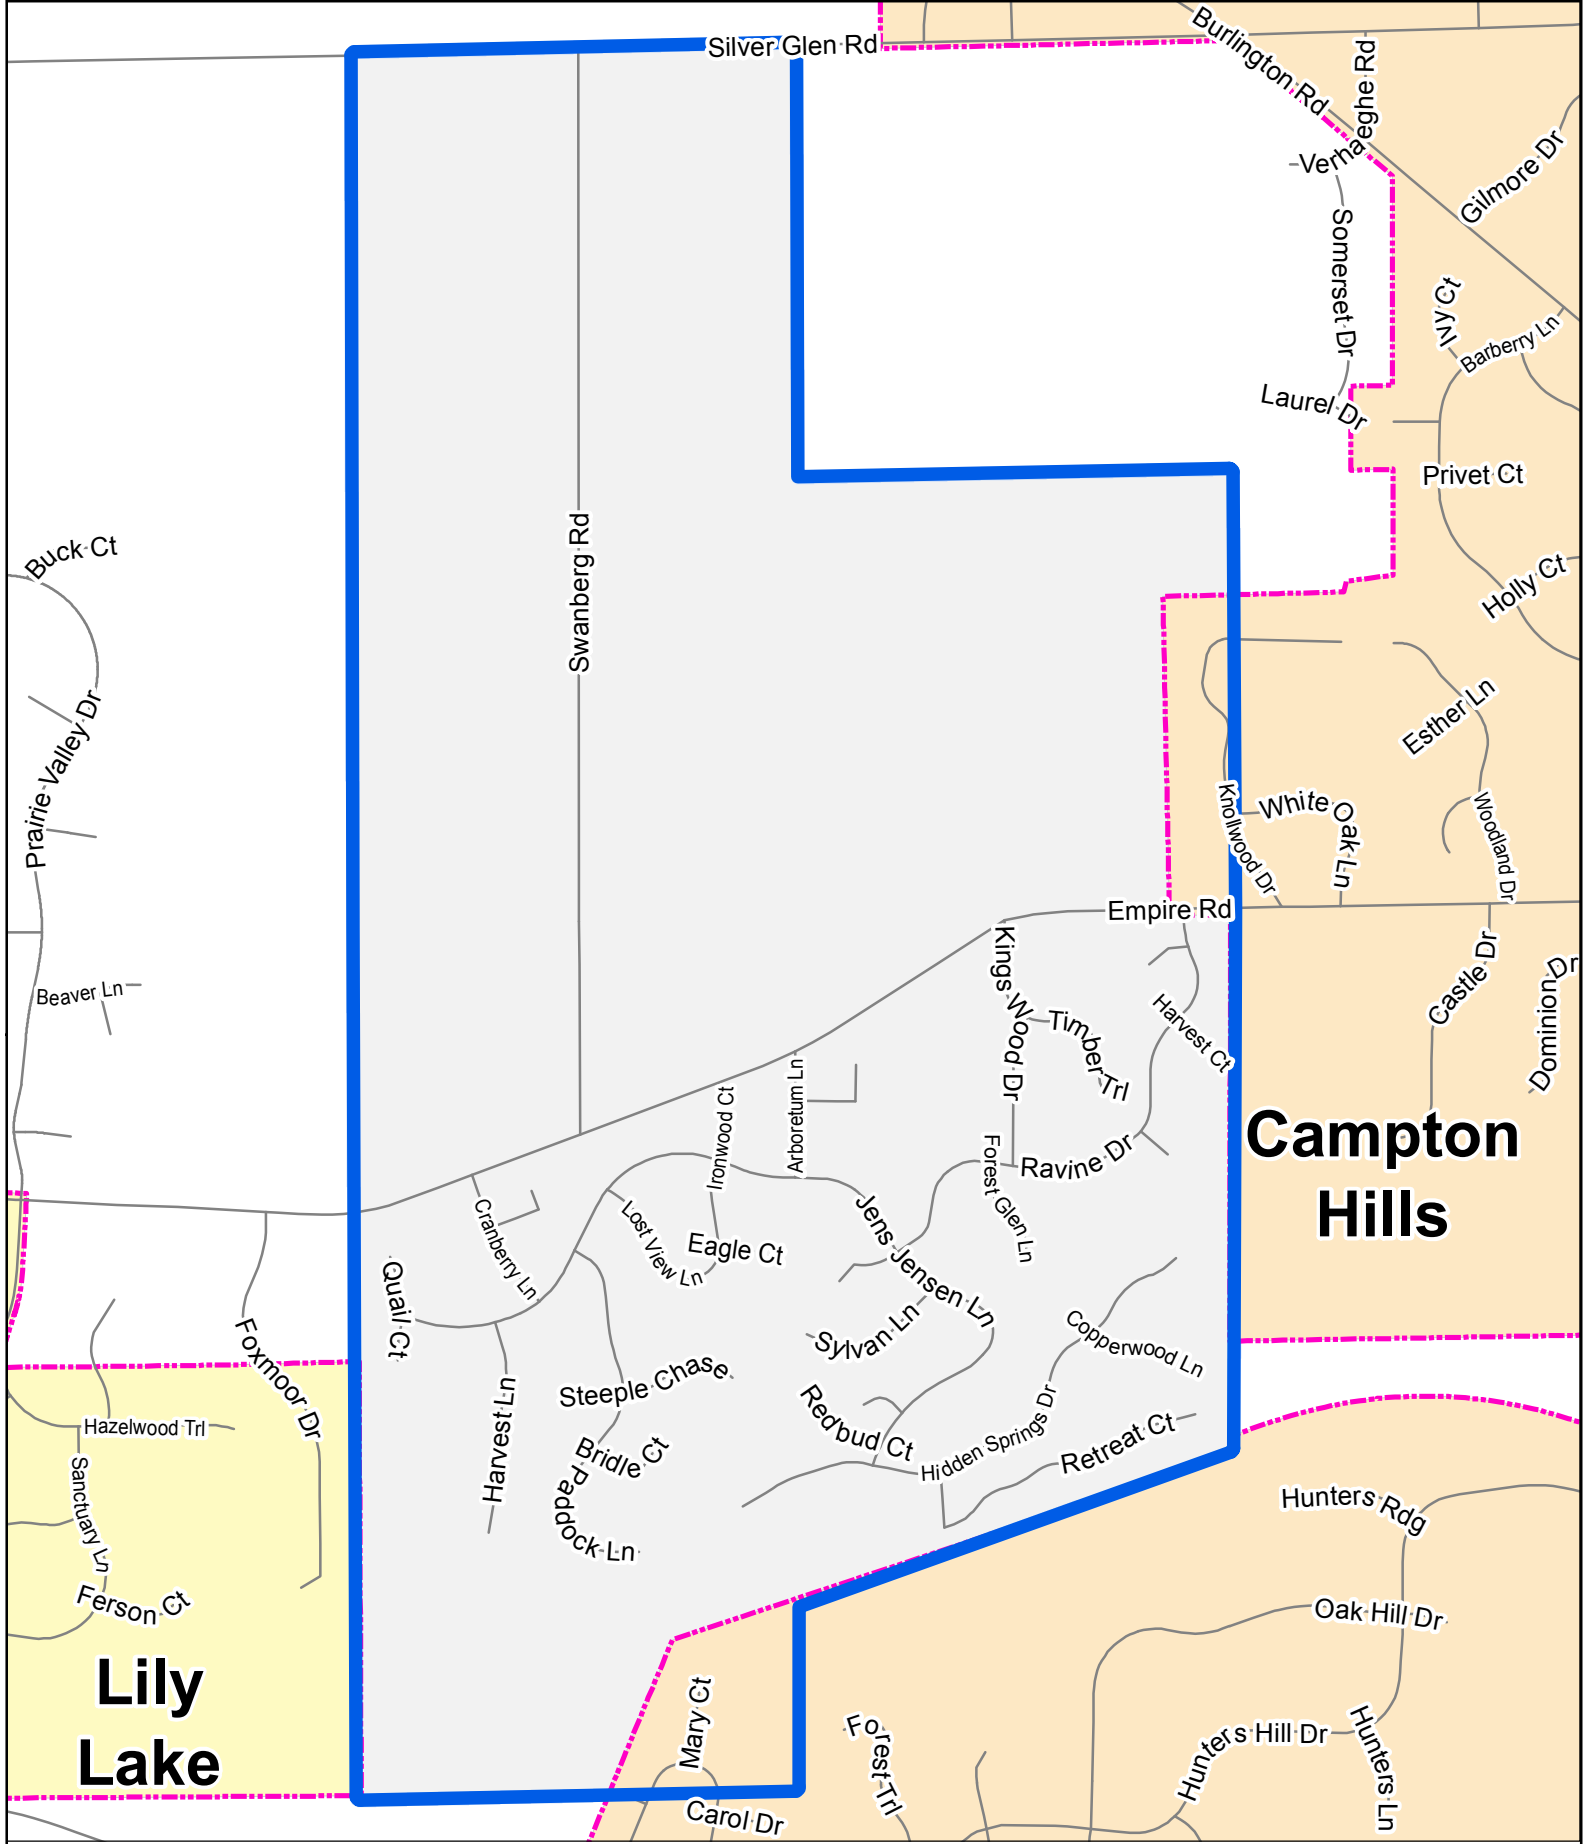 Silver Glen Rd
Burlington Rd
Verhaeghe Rd
Gilmore Dr
Somerset Dr
Ivy Ct
Barberry Ln
Laurel Dr
Privet Ct
Buck Ct
Swanberg Rd
Holly Ct
Prairie Valley Dr
Esther Ln
Knollwood Dr
White Oak Ln
Woodland Dr
Empire Rd
Kings Wood Dr
Castle Dr
Dominion Dr
Beaver Ln
Timber Trl
Harvest Ct
Arboretum Ln
Ironwood Ct
Campton
Hills
Forest Glen Ln
Ravine Dr
Cranberry Ln
Lost View Ln
Eagle Ct
Jens Jensen Ln
Quail Ct
Foxmoor Dr
Sylvan Ln
Copperwood Ln
Steeple Chase
Harvest Ln
Redbud Ct
Hidden Springs Dr
Retreat Ct
Hazelwood Trl
Bridle Ct
Sanctuary Ln
Paddock Ln
Hunters Rdg
Ferson Ct
Oak Hill Dr
Lily
Lake
Mary Ct
Forest Trl
Hunters Hill Dr
Hunters Ln
Carol Dr